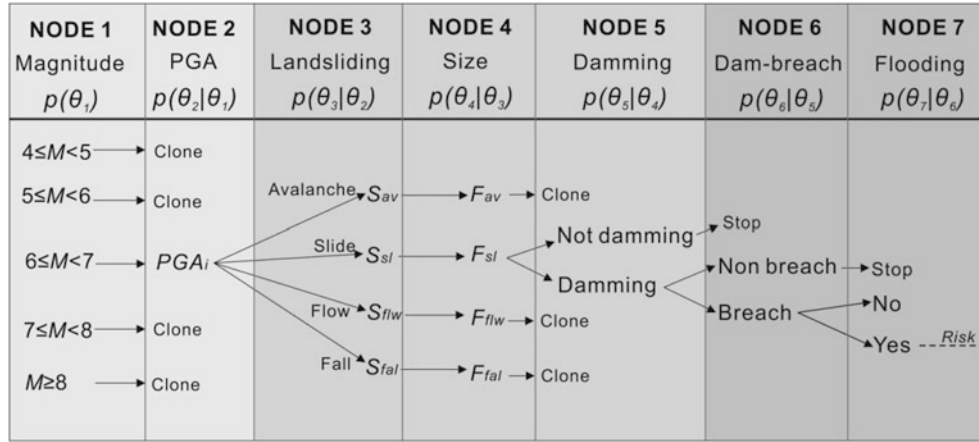 NODE 1 NODE 2 NODE 3 NODE 4 NODE 5 NODE 6 NODE 7
Magnitude PGA Landsliding Size Damming Dam-breach Flooding
p(θ₁) p(θ₂|θ₁) p(θ₃|θ₂) p(θ₄|θ₃) p(θ₅|θ₄) p(θ₆|θ₅) p(θ₇|θ₆)
4≤M<5 Clone
5≤M<6 Clone Avalanche Sav Fav Clone
Not damming Stop
6≤M<7 PGAi Slide Ssl Fsl
Damming Non breach Stop
Flow Sflw Fflw Clone Breach No
7≤M<8 Clone
Yes Risk
Fall Sfal Ffal Clone
M≥8 Clone